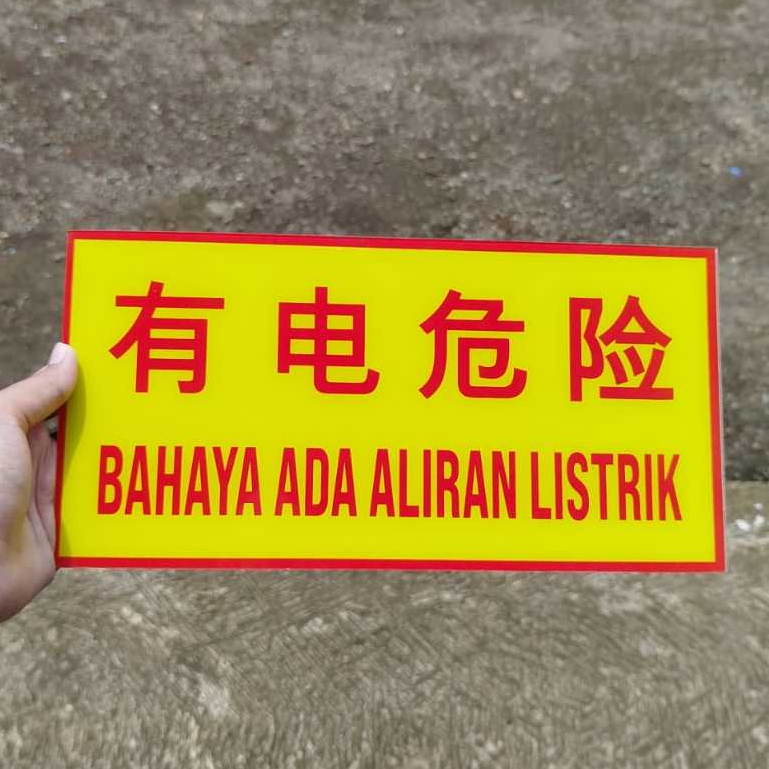 有电危险
BAHAYA ADA ALIRAN LISTRIK